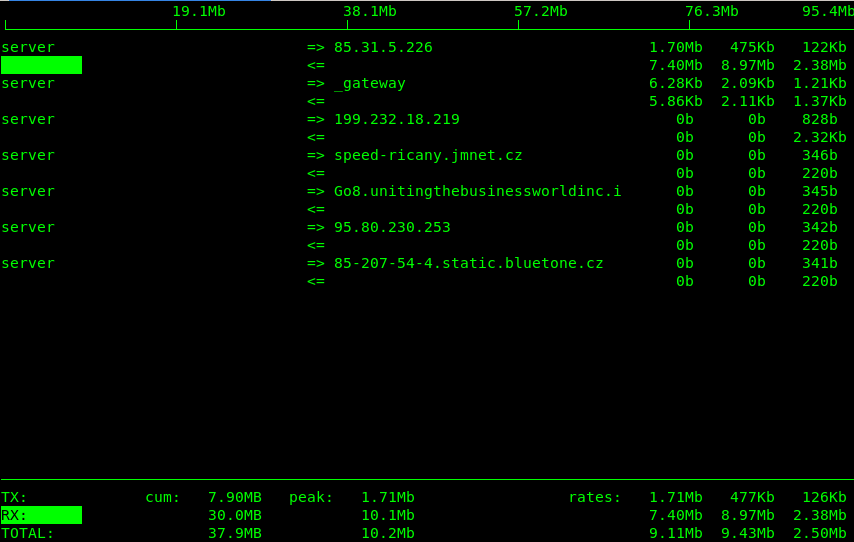 19.1Mb 38.1Mb 57.2Mb 76.3Mb 95.4Mb
server => 85.31.5.226 1.70Mb 475Kb 122Kb
<= 7.40Mb 8.97Mb 2.38Mb
server => _gateway 6.28Kb 2.09Kb 1.21Kb
<= 5.86Kb 2.11Kb 1.37Kb
server => 199.232.18.219 0b 0b 828b
<= 0b 0b 2.32Kb
server => speed-ricany.jmnet.cz 0b 0b 346b
<= 0b 0b 220b
server => Go8.unitingthebusinessworldinc.i 0b 0b 345b
<= 0b 0b 220b
server => 95.80.230.253 0b 0b 342b
<= 0b 0b 220b
server => 85-207-54-4.static.bluetone.cz 0b 0b 341b
<= 0b 0b 220b
TX: cum: 7.90MB peak: 1.71Mb rates: 1.71Mb 477Kb 126Kb
RX: 30.0MB 10.1Mb 7.40Mb 8.97Mb 2.38Mb
TOTAL: 37.9MB 10.2Mb 9.11Mb 9.43Mb 2.50Mb